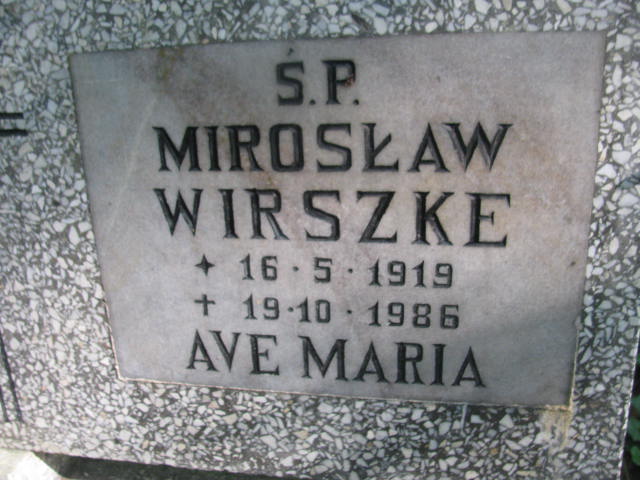 Ś.P.
MIROSŁAW
WIRSZKE
✦ 16·5·1919
✝ 19·10·1986
AVE MARIA